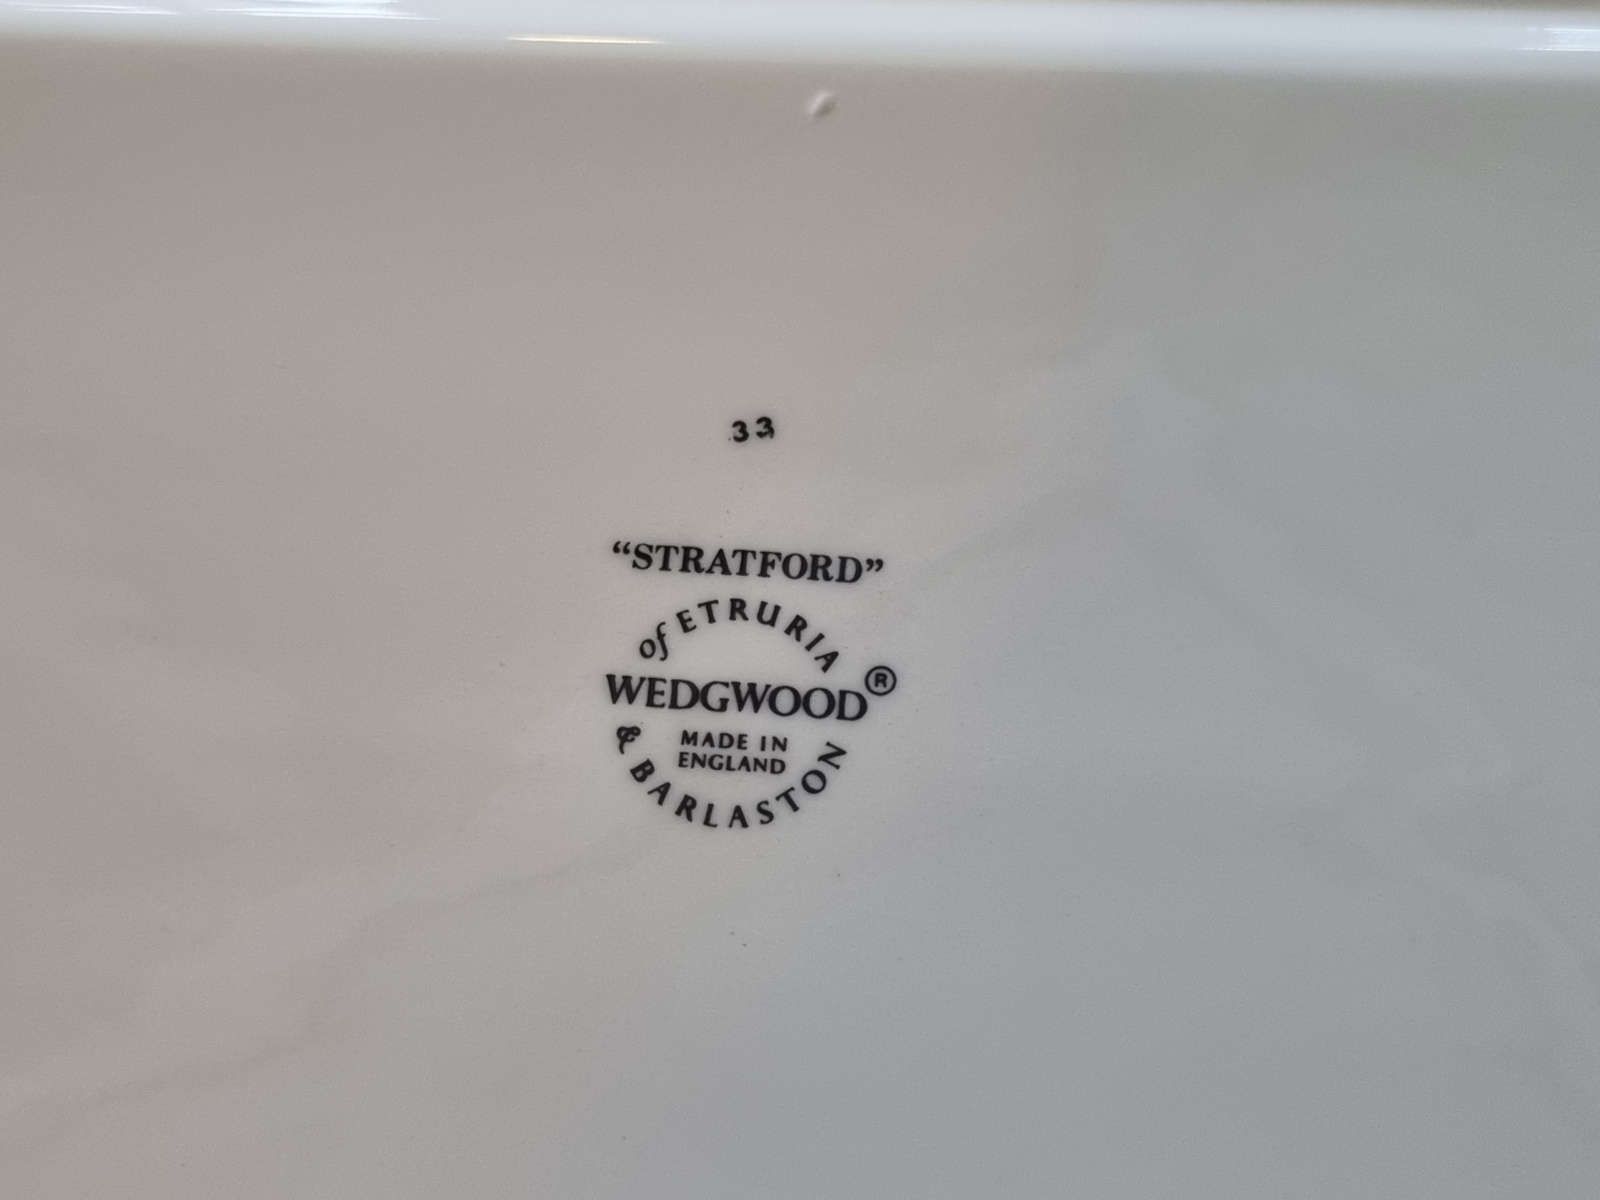 33
“STRATFORD”
of ETRURIA
WEDGWOOD®
MADE IN
ENGLAND
& BARLASTON